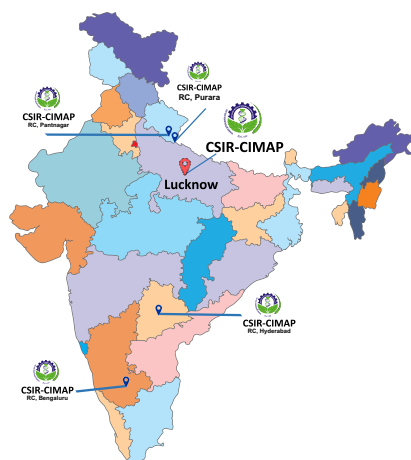 CSIR-CIMAP
RC, Purara
CSIR-CIMAP
RC, Pantnagar
CSIR-CIMAP
Lucknow
CSIR-CIMAP
RC, Hyderabad
CSIR-CIMAP
RC, Bengaluru